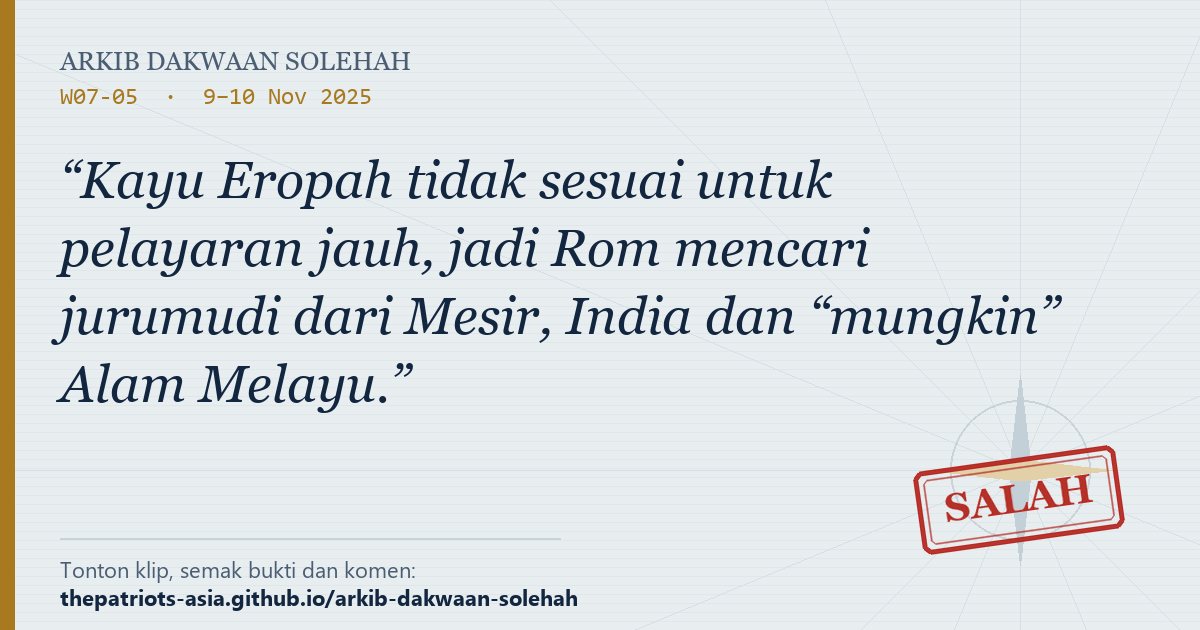 ARKIB DAKWAAN SOLEHAH
W07-05 · 9–10 Nov 2025
“Kayu Eropah tidak sesuai untuk
pelayaran jauh, jadi Rom mencari
jurumudi dari Mesir, India dan “mungkin”
Alam Melayu.”
SALAH
Tonton klip, semak bukti dan komen:
thepatriots-asia.github.io/arkib-dakwaan-solehah